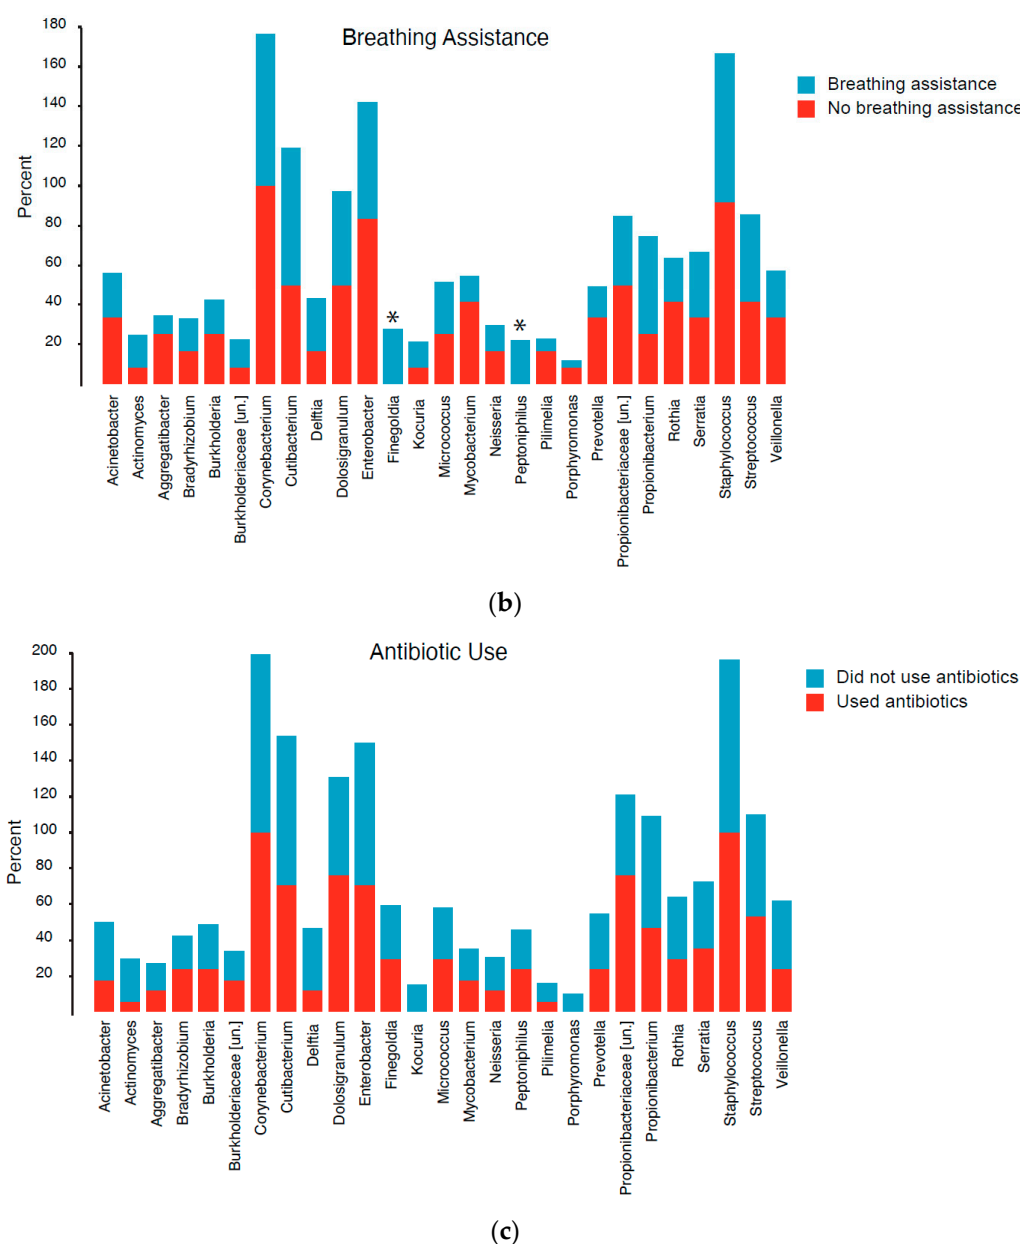 Breathing Assistance
180
160
140
120
100
80
60
40
20
Percent
Breathing assistance
No breathing assistance
*
*
Acinetobacter
Actinomyces
Aggregatibacter
Bradyrhizobium
Burkholderia
Burkholderiaceae [un.]
Corynebacterium
Cutibacterium
Delftia
Dolosigranulum
Enterobacter
Finegoldia
Kocuria
Micrococcus
Mycobacterium
Neisseria
Peptoniphilus
Pilimelia
Porphyromonas
Prevotella
Propionibacteriaceae [un.]
Propionibacterium
Rothia
Serratia
Staphylococcus
Streptococcus
Veillonella
(b)
Antibiotic Use
200
180
160
140
120
100
80
60
40
20
Percent
Did not use antibiotics
Used antibiotics
Acinetobacter
Actinomyces
Aggregatibacter
Bradyrhizobium
Burkholderia
Burkholderiaceae [un.]
Corynebacterium
Cutibacterium
Delftia
Dolosigranulum
Enterobacter
Finegoldia
Kocuria
Micrococcus
Mycobacterium
Neisseria
Peptoniphilus
Pilimelia
Porphyromonas
Prevotella
Propionibacteriaceae [un.]
Propionibacterium
Rothia
Serratia
Staphylococcus
Streptococcus
Veillonella
(c)